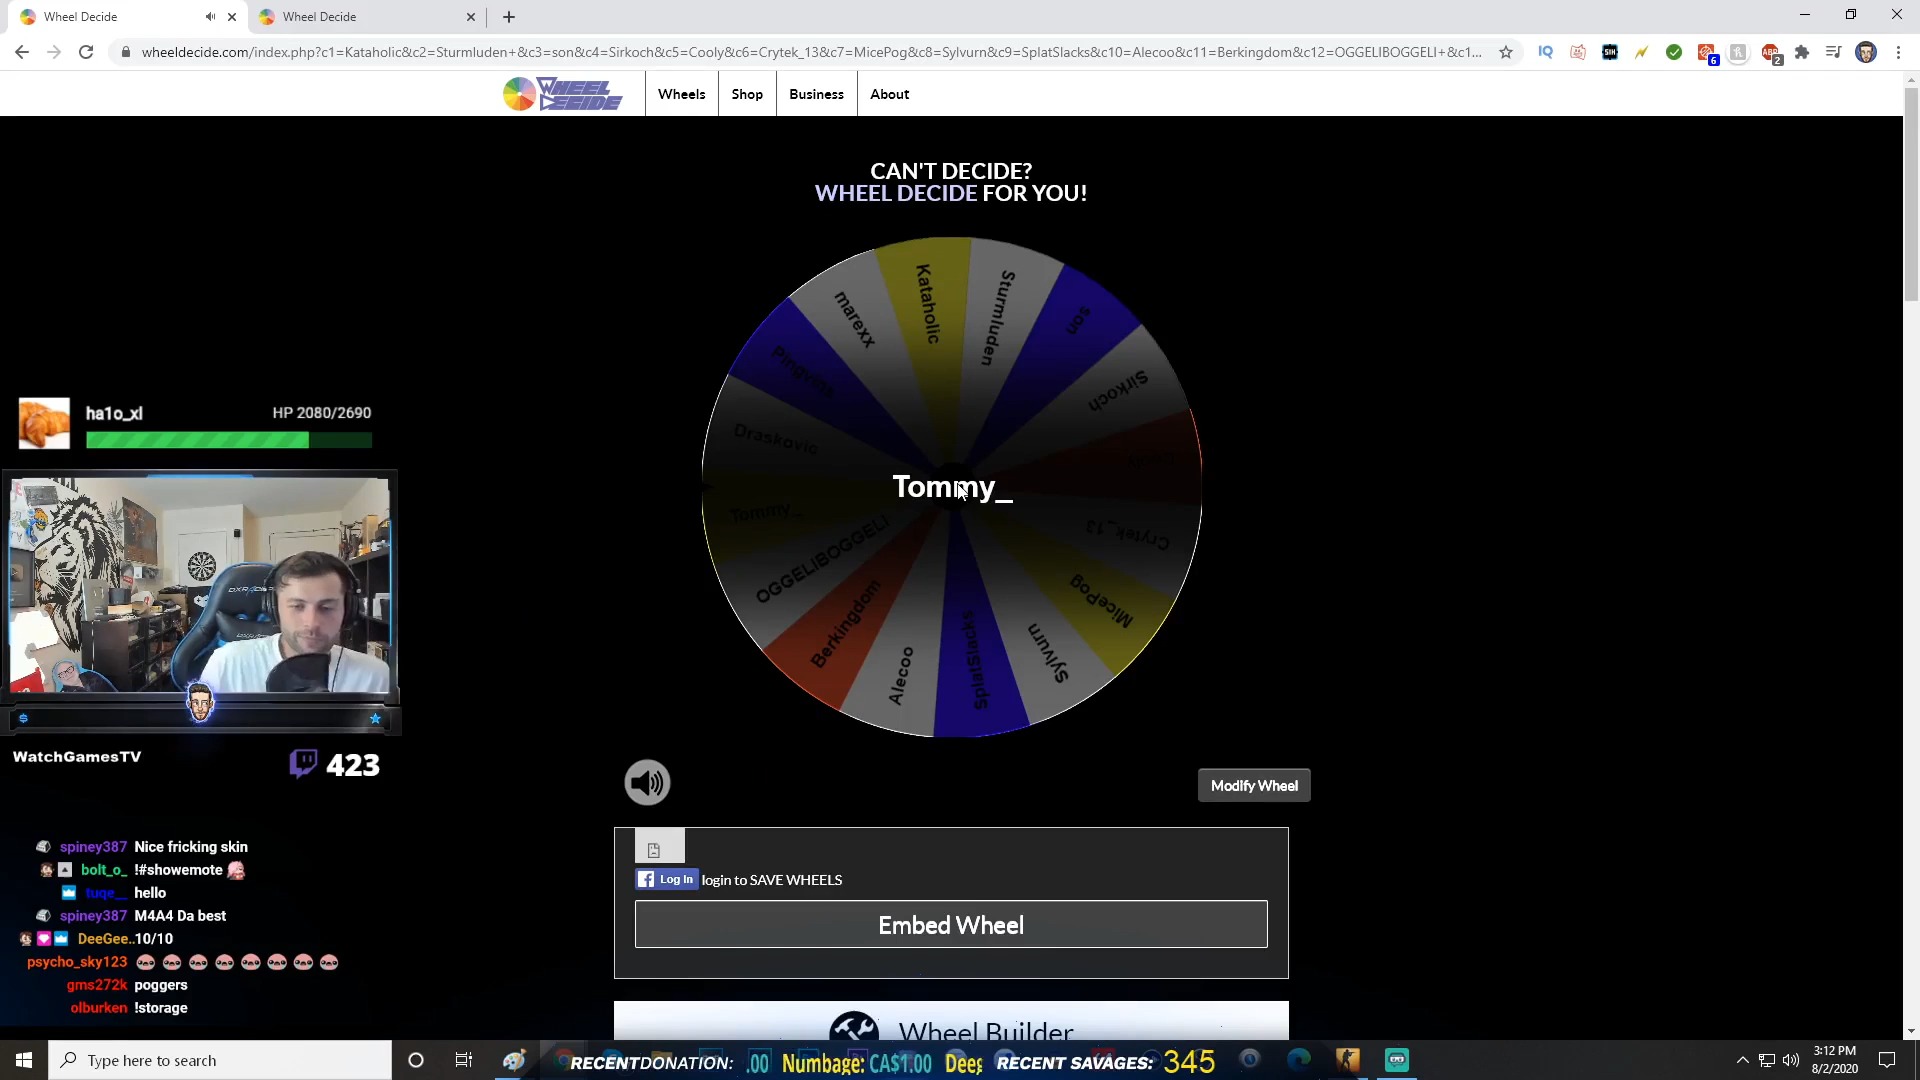 Wheel Decide
Wheel Decide
wheeldecide.com/index.php?c1=Kataholic&c2=Sturmluden+&c3=son&c4=Sirkoch&c5=Cooly&c6=Crytek_13&c7=MicePog&c8=Sylvurn&c9=SplatSlacks&c10=Alecoo&c11=Berkingdom&c12=OGGELIBOGGELI+&c1...
WHEEL DECIDE
Wheels
Shop
Business
About
CAN'T DECIDE?
WHEEL DECIDE FOR YOU!
Kataholic
Sturmluden
son
Sirkoch
Crytek_13
MicePog
Sylvurn
SplatSlacks
Alecoo
Berkingdom
OGGELIBOGGELI
Tommy_
Draskovic
Pingvins
marexx
Tommy_
ha1o_xl
HP 2080/2690
WatchGamesTV
423
spiney387 Nice fricking skin
bolt_o_ !#showemote
tuqe__ hello
spiney387 M4A4 Da best
DeeGee.. 10/10
psycho_sky123
gms272k poggers
olburken !storage
Modify Wheel
Log In login to SAVE WHEELS
Embed Wheel
Wheel Builder
Type here to search
RECENT DONATION: .00 Numbage: CA$1.00 Deeg
RECENT SAVAGES: 345
3:12 PM
8/2/2020